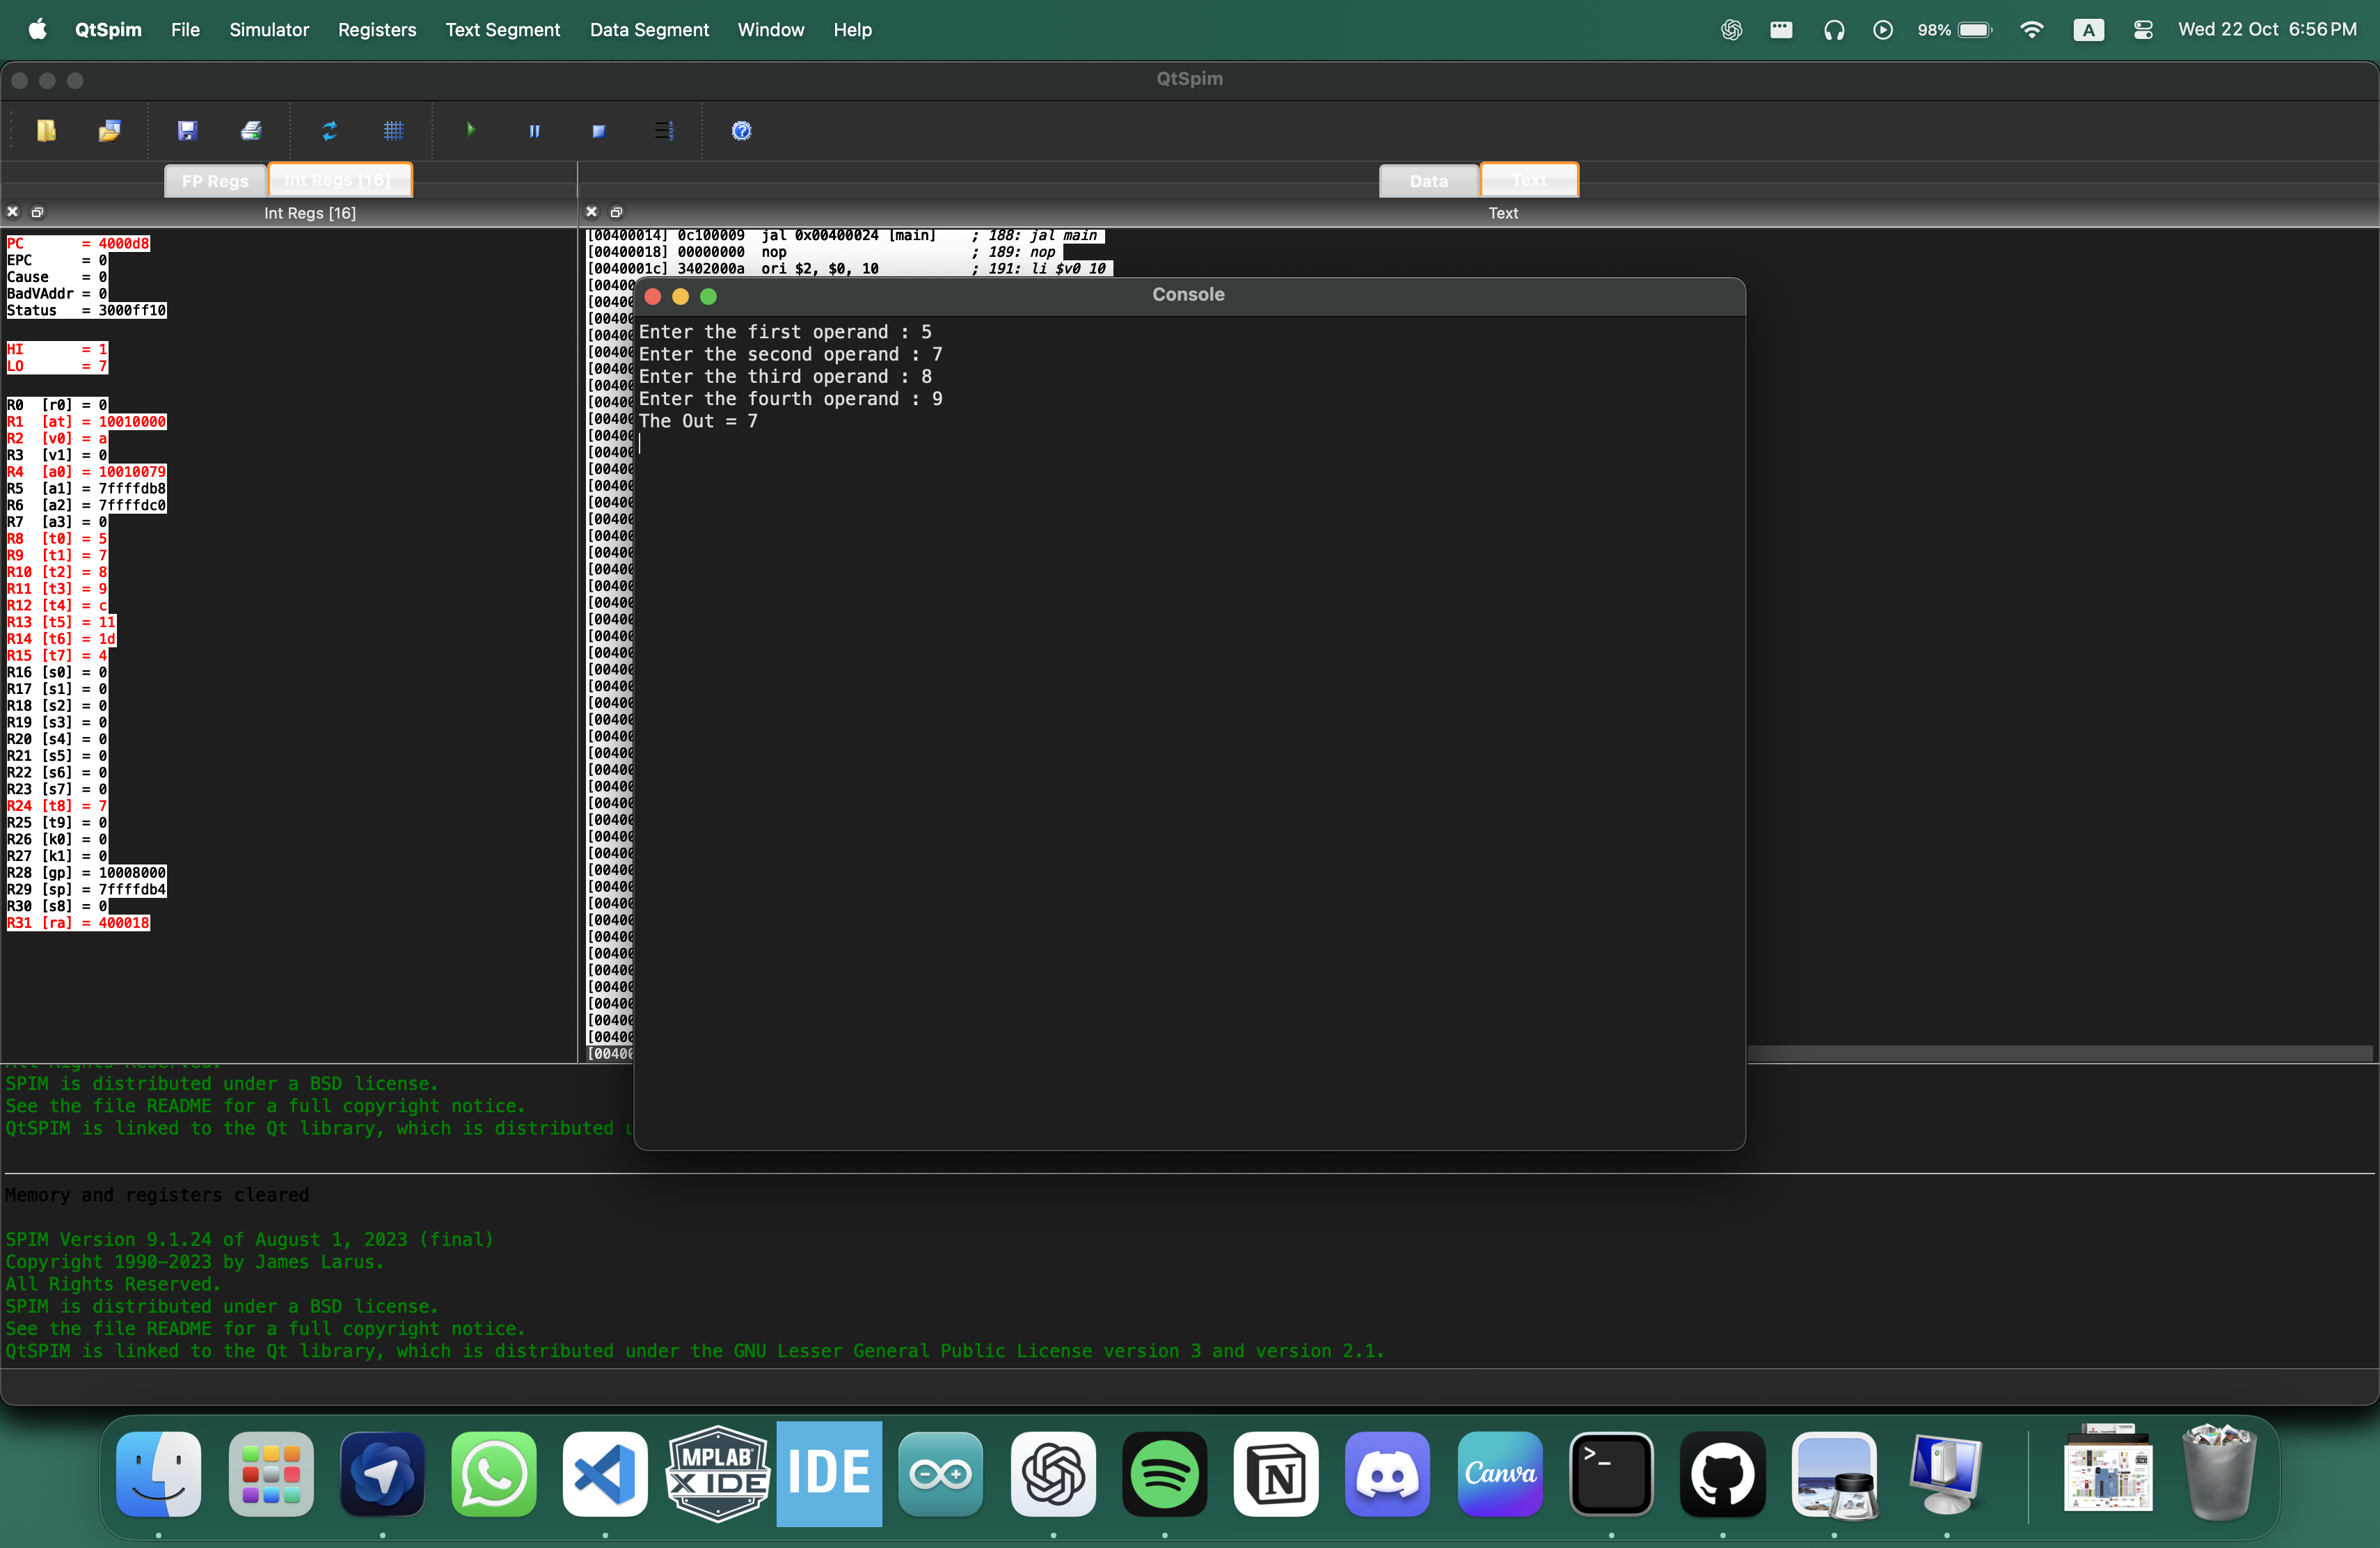 QtSpim File Simulator Registers Text Segment Data Segment Window Help 98% A Wed 22 Oct 6:56 PM
QtSpim
FP Regs Int Regs [16] Data Text
Int Regs [16] Text
PC = 4000d8
EPC = 0
Cause = 0
BadVAddr = 0
Status = 3000ff10
HI = 1
LO = 7
R0 [r0] = 0
R1 [at] = 10010000
R2 [v0] = a
R3 [v1] = 0
R4 [a0] = 10010079
R5 [a1] = 7ffffdb8
R6 [a2] = 7ffffdc0
R7 [a3] = 0
R8 [t0] = 5
R9 [t1] = 7
R10 [t2] = 8
R11 [t3] = 9
R12 [t4] = c
R13 [t5] = 11
R14 [t6] = 1d
R15 [t7] = 4
R16 [s0] = 0
R17 [s1] = 0
R18 [s2] = 0
R19 [s3] = 0
R20 [s4] = 0
R21 [s5] = 0
R22 [s6] = 0
R23 [s7] = 0
R24 [t8] = 7
R25 [t9] = 0
R26 [k0] = 0
R27 [k1] = 0
R28 [gp] = 10008000
R29 [sp] = 7ffffdb4
R30 [s8] = 0
R31 [ra] = 400018
[00400014] 0c100009 jal 0x00400024 [main] ; 188: jal main
[00400018] 00000000 nop ; 189: nop
[0040001c] 3402000a ori $2, $0, 10 ; 191: li $v0 10
Console
Enter the first operand : 5
Enter the second operand : 7
Enter the third operand : 8
Enter the fourth operand : 9
The Out = 7
All Rights Reserved.
SPIM is distributed under a BSD license.
See the file README for a full copyright notice.
QtSPIM is linked to the Qt library, which is distributed
Memory and registers cleared
SPIM Version 9.1.24 of August 1, 2023 (final)
Copyright 1990-2023 by James Larus.
All Rights Reserved.
SPIM is distributed under a BSD license.
See the file README for a full copyright notice.
QtSPIM is linked to the Qt library, which is distributed under the GNU Lesser General Public License version 3 and version 2.1.
MPLAB X IDE IDE Canva